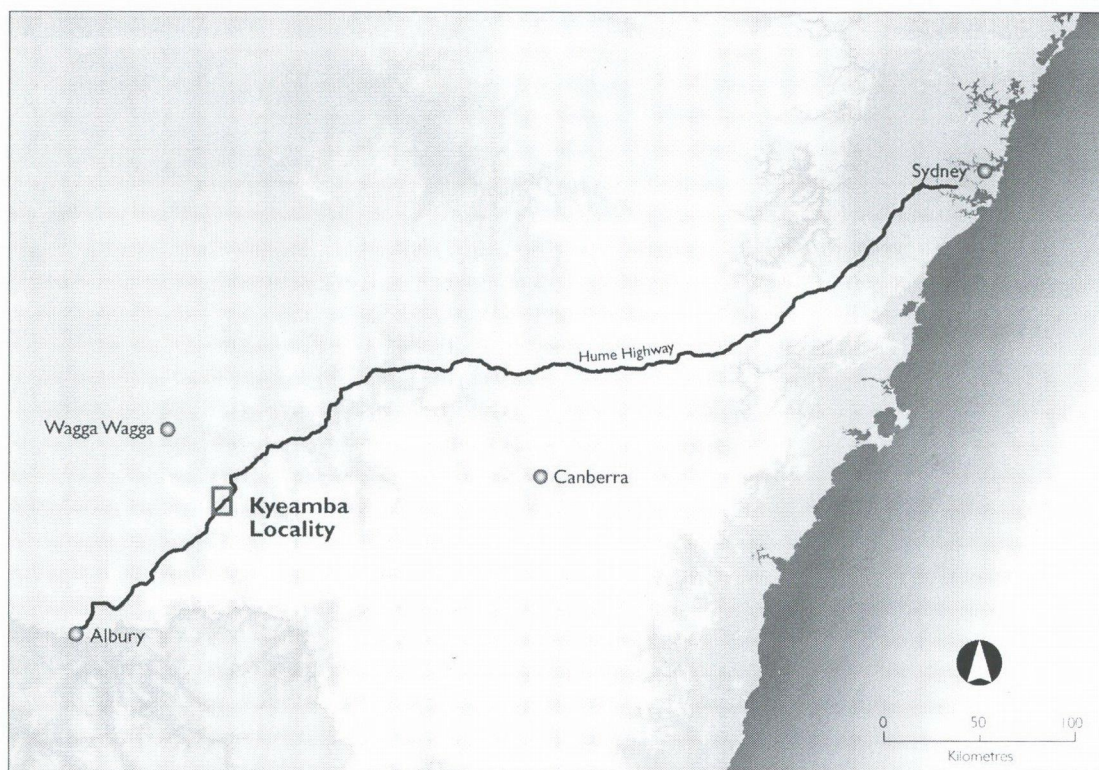 Sydney
Hume Highway
Wagga Wagga
Canberra
Kyeamba
Locality
Albury
0 50 100
Kilometres